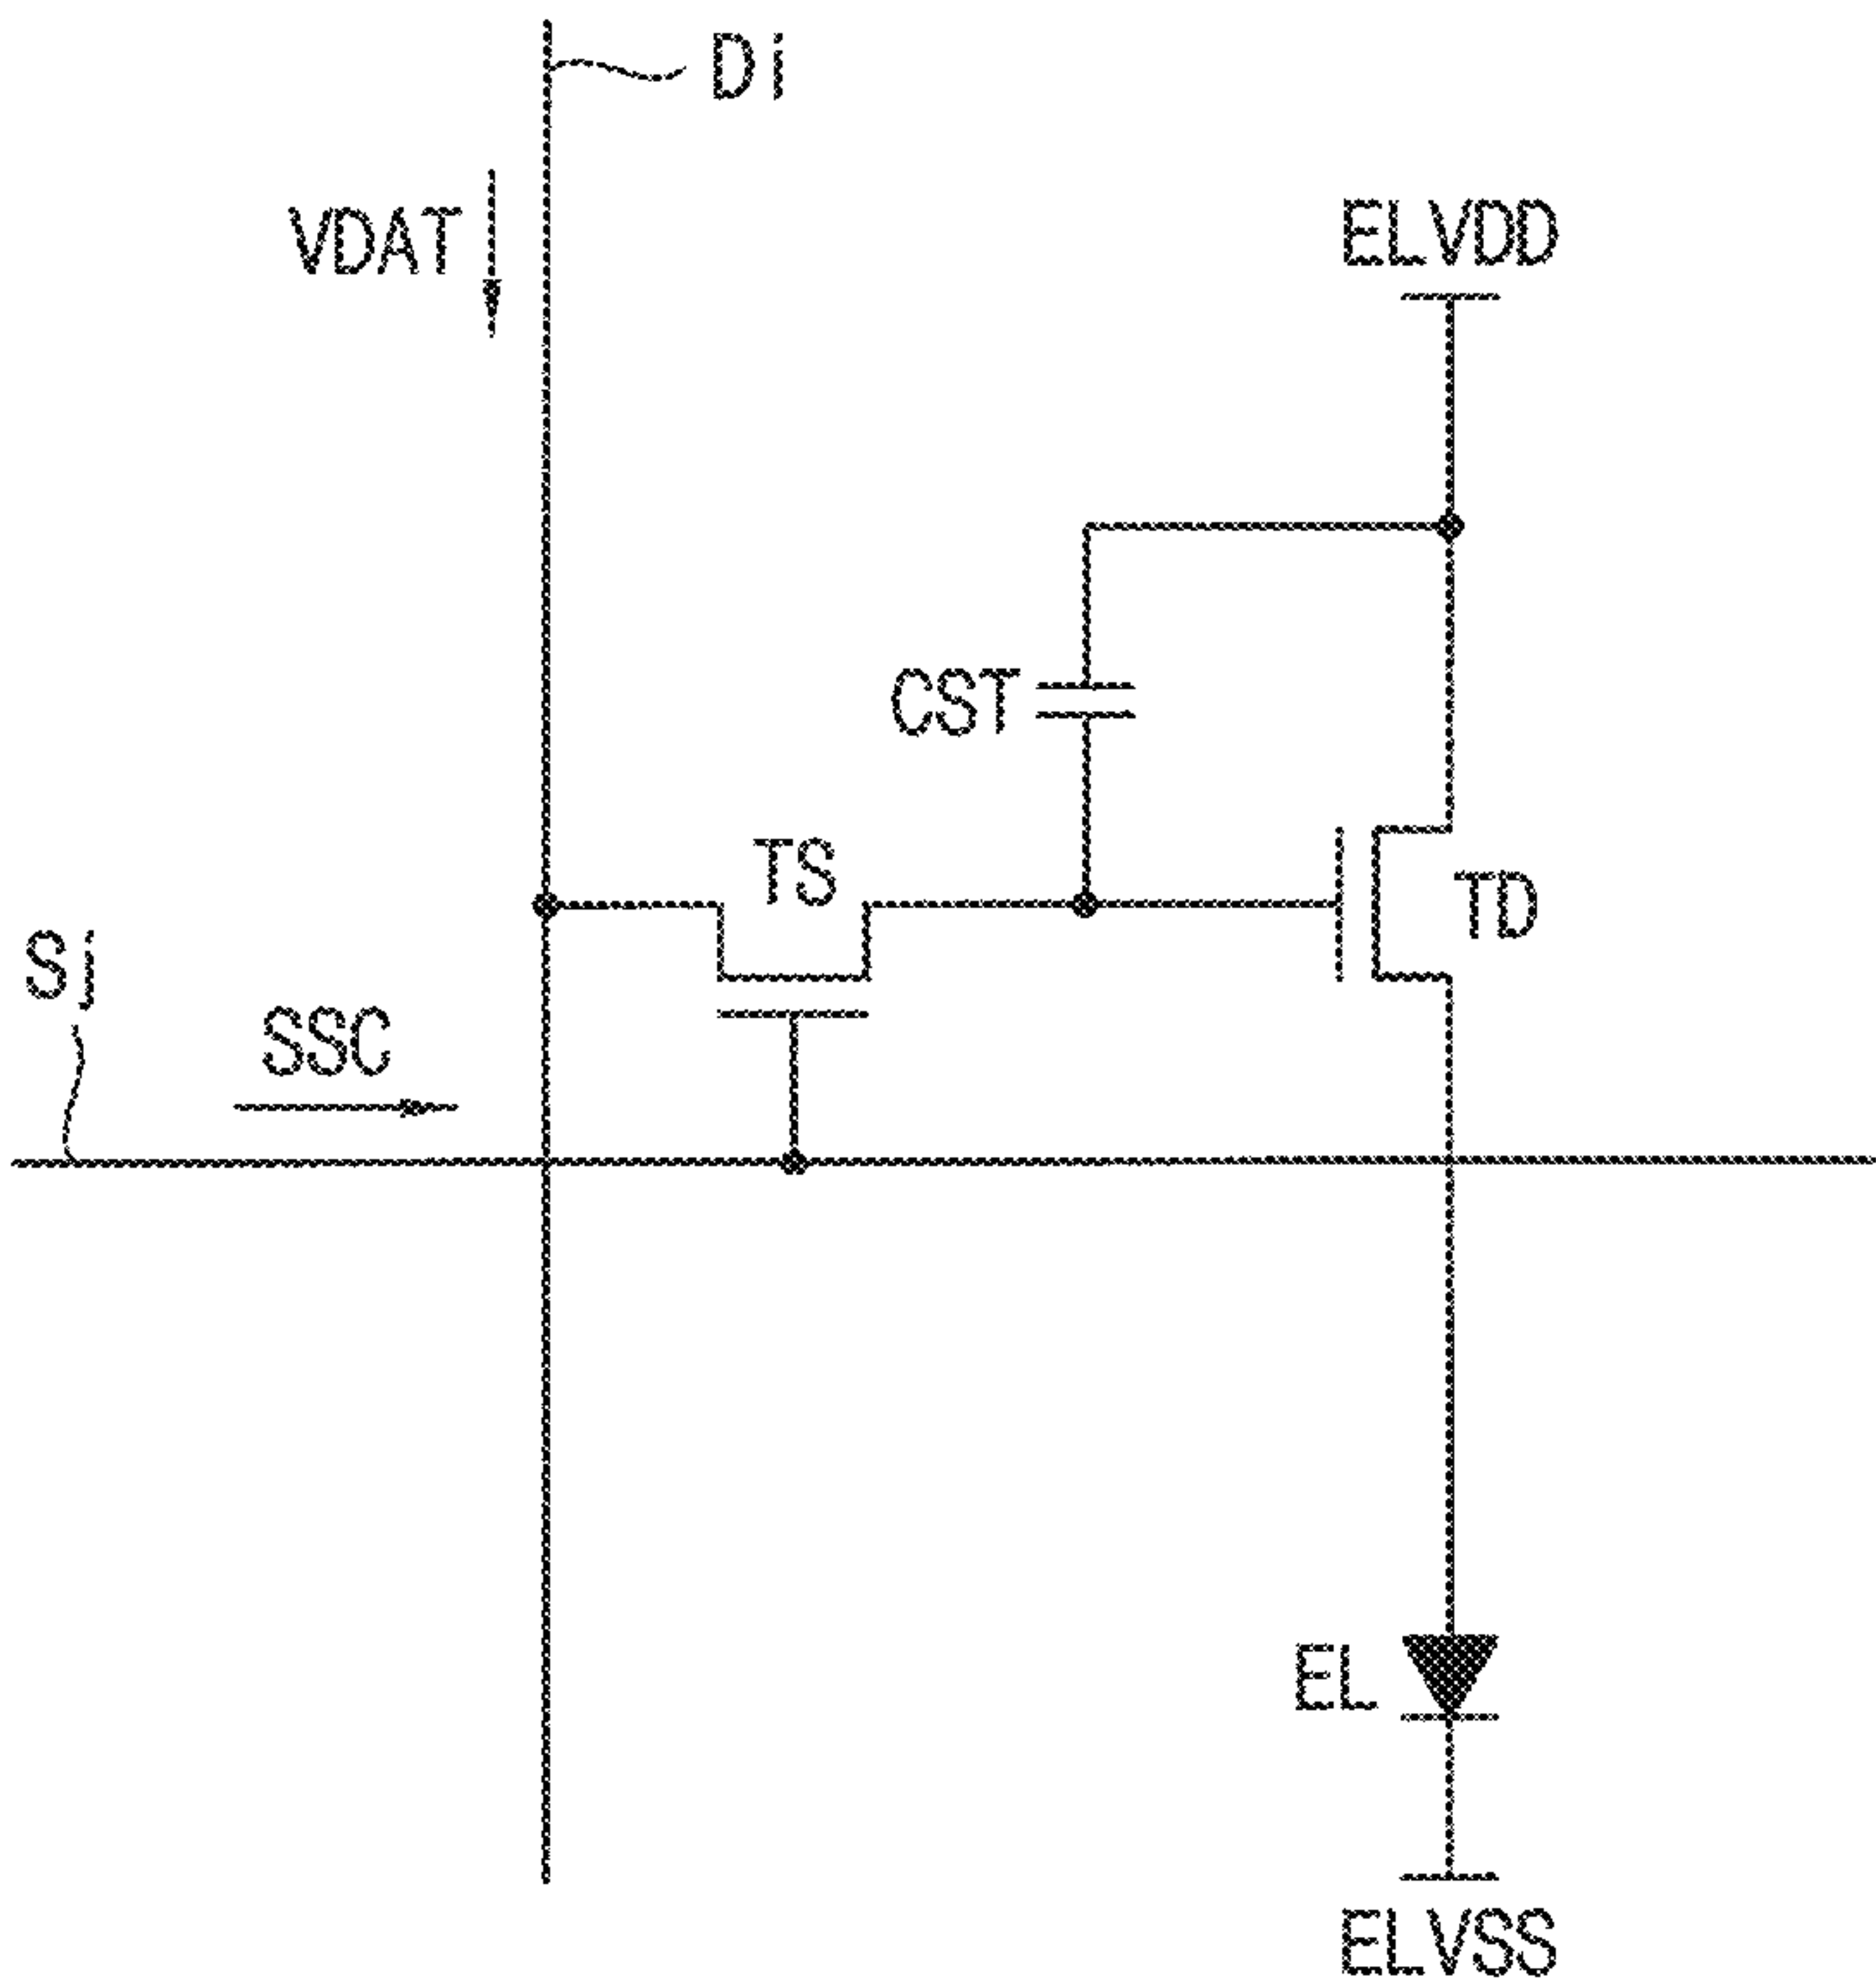 Di
VDAT
ELVDD
CST
TS
TD
Sj
SSC
EL
ELVSS